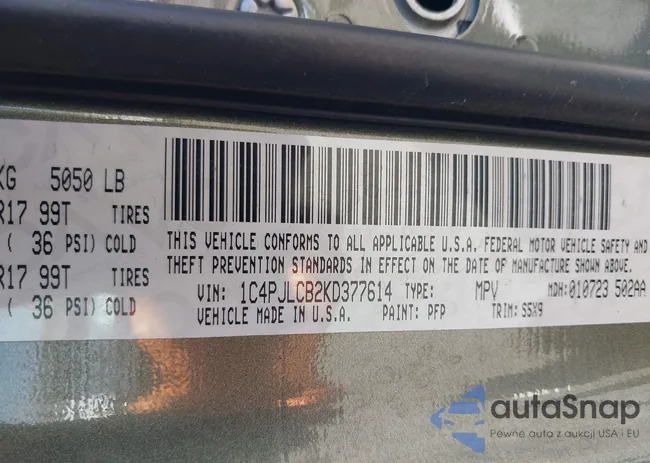 KG 5050 LB
R17 99T TIRES
( 36 PSI) COLD
R17 99T TIRES
( 36 PSI) COLD
THIS VEHICLE CONFORMS TO ALL APPLICABLE U.S.A. FEDERAL MOTOR VEHICLE SAFETY AND
THEFT PREVENTION STANDARDS IN EFFECT ON THE DATE OF MANUFACTURE SHOWN ABOVE.
VIN: 1C4PJLCB2KD377614 TYPE: MPV MDH: 010723 502AA
VEHICLE MADE IN U.S.A. PAINT: PFP TRIM: S5X9
autaSnap
Pewne auta z aukcji USA i EU